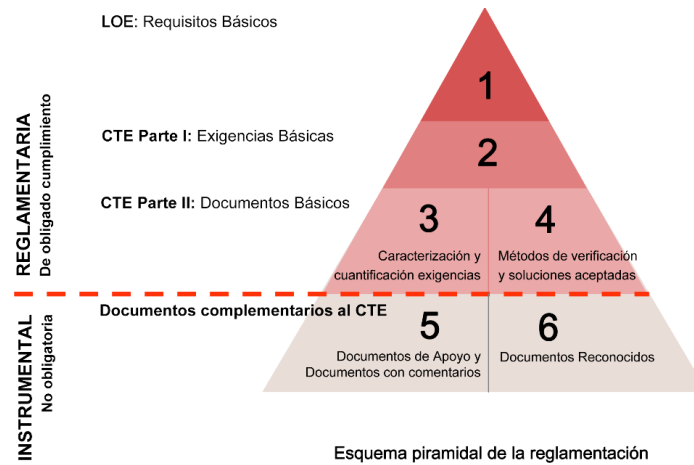 LOE: Requisitos Básicos
1
CTE Parte I: Exigencias Básicas
2
CTE Parte II: Documentos Básicos
3
Caracterización y
cuantificación exigencias
4
Métodos de verificación
y soluciones aceptadas
REGLAMENTARIA
De obligado cumplimiento
Documentos complementarios al CTE
5
Documentos de Apoyo y
Documentos con comentarios
6
Documentos Reconocidos
INSTRUMENTAL
No obligatoria
Esquema piramidal de la reglamentación